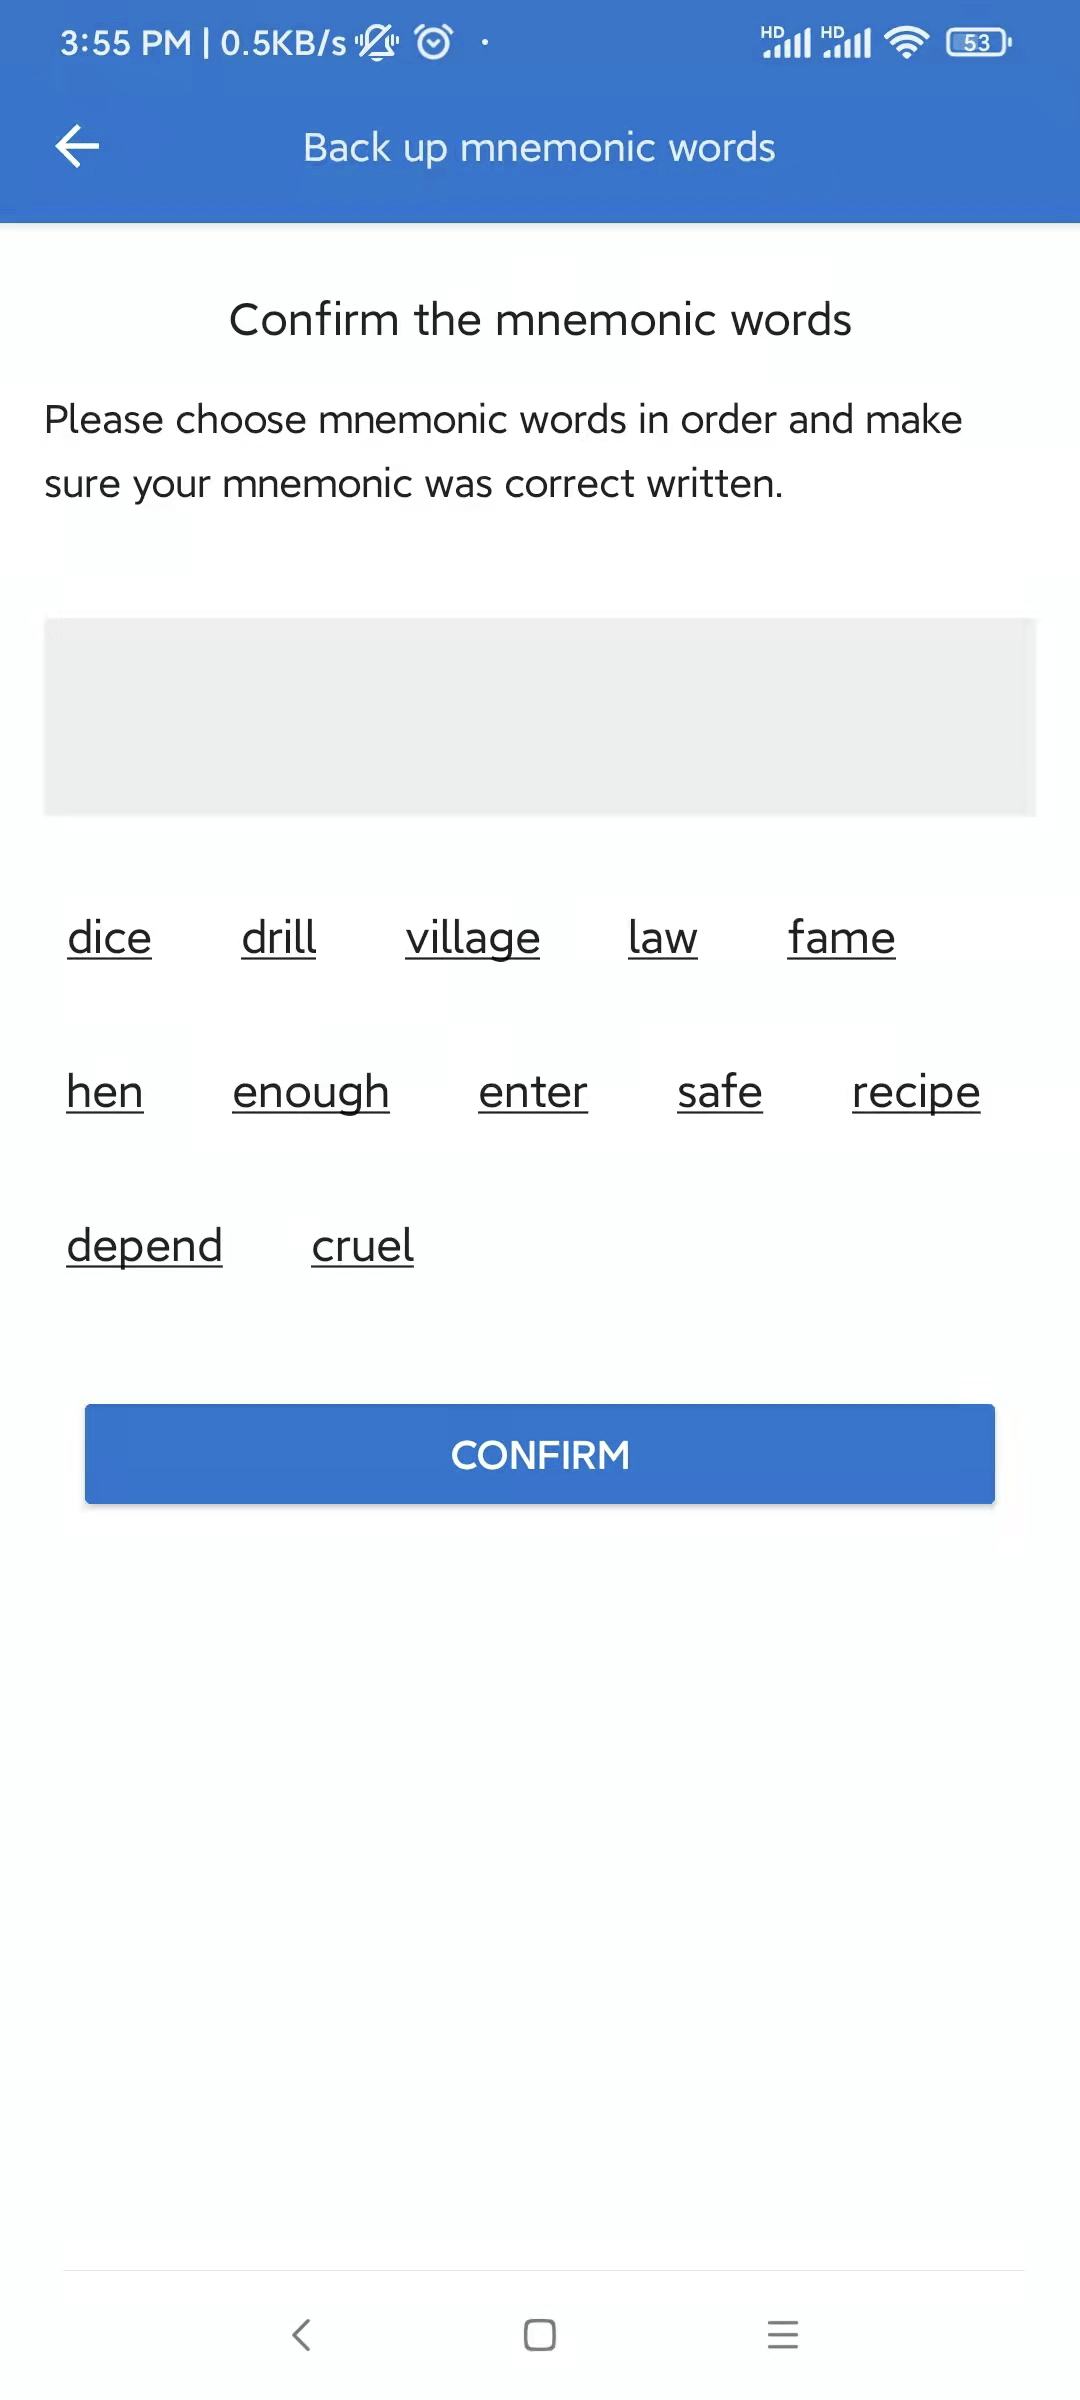 3:55 PM | 0.5KB/s HD HD 53
Back up mnemonic words
Confirm the mnemonic words
Please choose mnemonic words in order and make
sure your mnemonic was correct written.
dice drill village law fame
hen enough enter safe recipe
depend cruel
CONFIRM